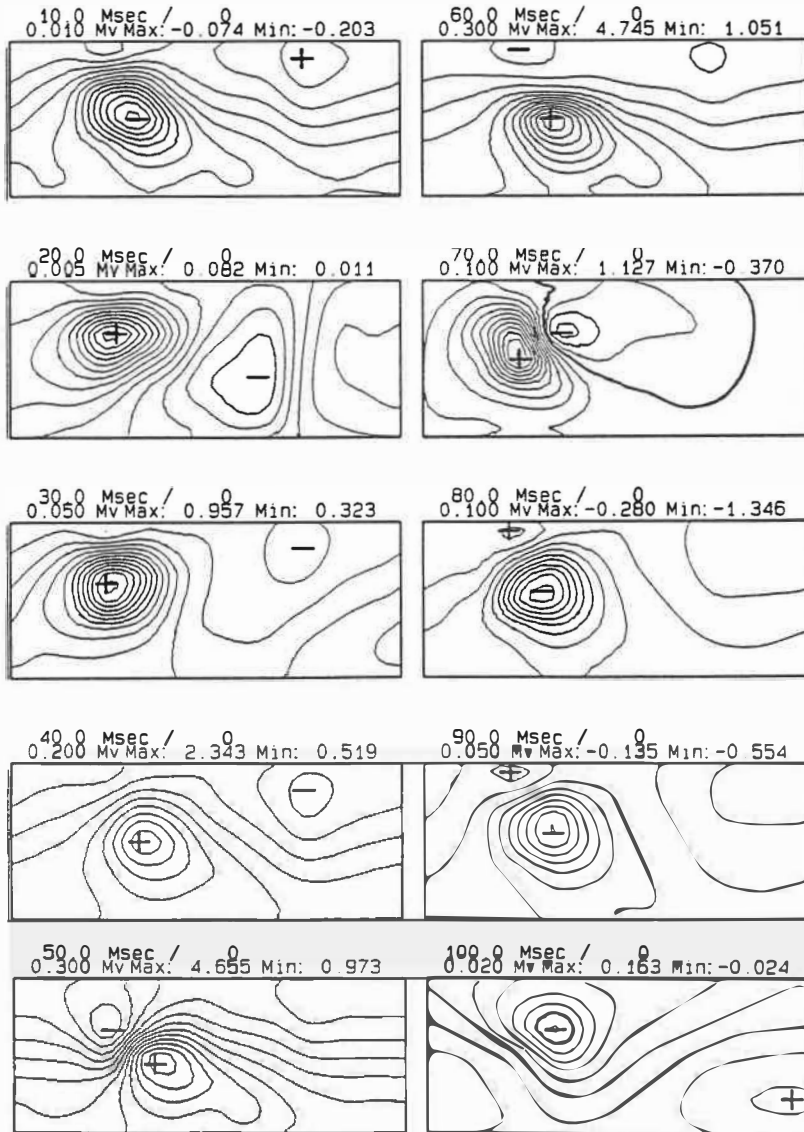 10.0 Msec / 0
0.010 Mv Max: -0.074 Min: -0.203
+
−
60.0 Msec / 0
0.300 Mv Max: 4.745 Min: 1.051
−
+
20.0 Msec / 0
0.005 Mv Max: 0.082 Min: 0.011
+
−
70.0 Msec / 0
0.100 Mv Max: 1.127 Min: -0.370
−
+
30.0 Msec / 0
0.050 Mv Max: 0.957 Min: 0.323
−
+
80.0 Msec / 0
0.100 Mv Max: -0.280 Min: -1.346
+
−
40.0 Msec / 0
0.200 Mv Max: 2.343 Min: 0.519
−
+
90.0 Msec / 0
0.050 Mv Max: -0.135 Min: -0.554
+
−
50.0 Msec / 0
0.300 Mv Max: 4.655 Min: 0.973
−
+
100.0 Msec / 0
0.020 Mv Max: 0.163 Min: -0.024
−
+